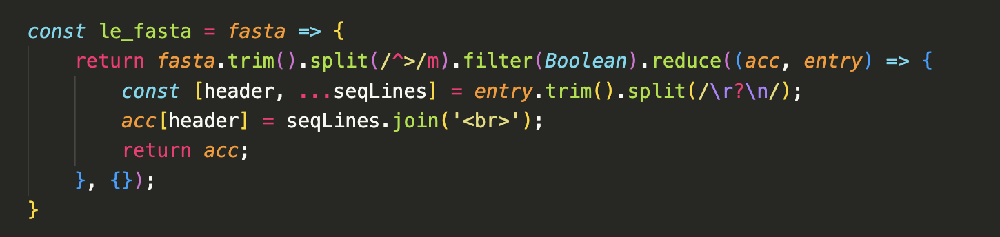 const le_fasta = fasta => {
    return fasta.trim().split(/^>/m).filter(Boolean).reduce((acc, entry) => {
        const [header, ...seqLines] = entry.trim().split(/\r?\n/);
        acc[header] = seqLines.join('<br>');
        return acc;
    }, {});
}